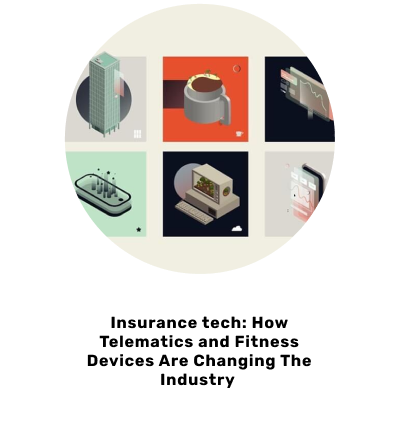 Insurance tech: How
Telematics and Fitness
Devices Are Changing The
Industry